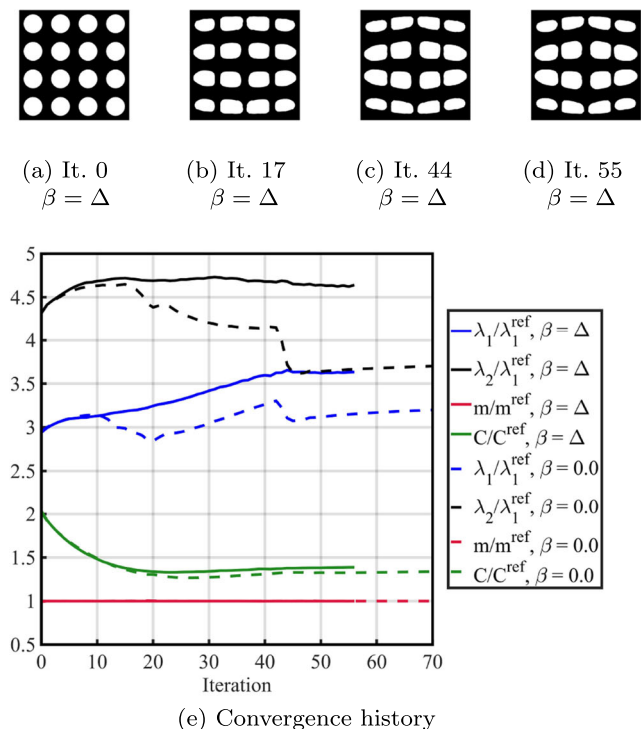 (a) It. 0
β = Δ
(b) It. 17
β = Δ
(c) It. 44
β = Δ
(d) It. 55
β = Δ
5
4.5
4
3.5
3
2.5
2
1.5
1
0.5
0 10 20 30 40 50 60 70
Iteration
λ₁/λ₁ʳᵉᶠ, β = Δ
λ₂/λ₁ʳᵉᶠ, β = Δ
m/mʳᵉᶠ, β = Δ
C/Cʳᵉᶠ, β = Δ
λ₁/λ₁ʳᵉᶠ, β = 0.0
λ₂/λ₁ʳᵉᶠ, β = 0.0
m/mʳᵉᶠ, β = 0.0
C/Cʳᵉᶠ, β = 0.0
(e) Convergence history